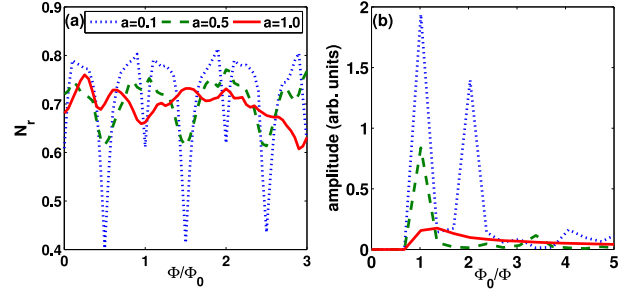 (a)
a=0.1 a=0.5 a=1.0
0.9
0.8
0.7
0.6
0.5
0.4
N_r
0 1 2 3
Φ/Φ_0
(b)
2
1.5
1
0.5
0
amplitude (arb. units)
0 1 2 3 4 5
Φ_0/Φ